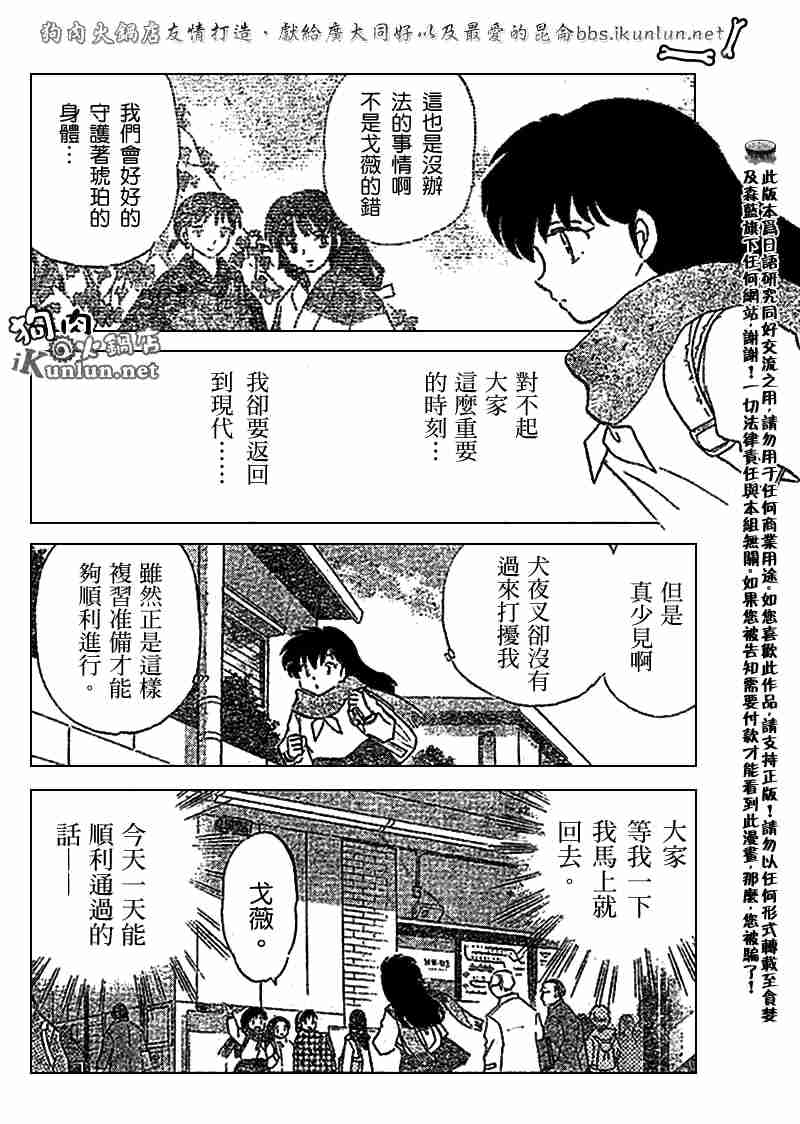 狗肉火鍋店友情打造、獻給廣大同好以及最愛的昆侖bbs.ikunlun.net
這也是沒辦
法的事情啊
不是戈薇的錯
我們會好好的
守護著琥珀的
身體…
狗肉
火鍋店
iKunlun.net
對不起
大家
這麼重要
的時刻…
我卻要返回
到現代……
但是
真少見啊
犬夜叉卻沒有
過來打擾我
雖然正是這樣
複習准備才能
夠順利進行。
大家
等我一下
我馬上就
回去。
戈薇。
今天一天能
順利通過的
話——
此版本爲日語研究同好交流之用，請勿用于任何商業用途。如您喜歡此作品，請支持正版！請勿以任何形式轉載至貪婪
及森藍旗下任何網站，謝謝！一切法律責任與本組無關。如果您被告知需要付款才能看到此漫畫，那麼，您被騙了！